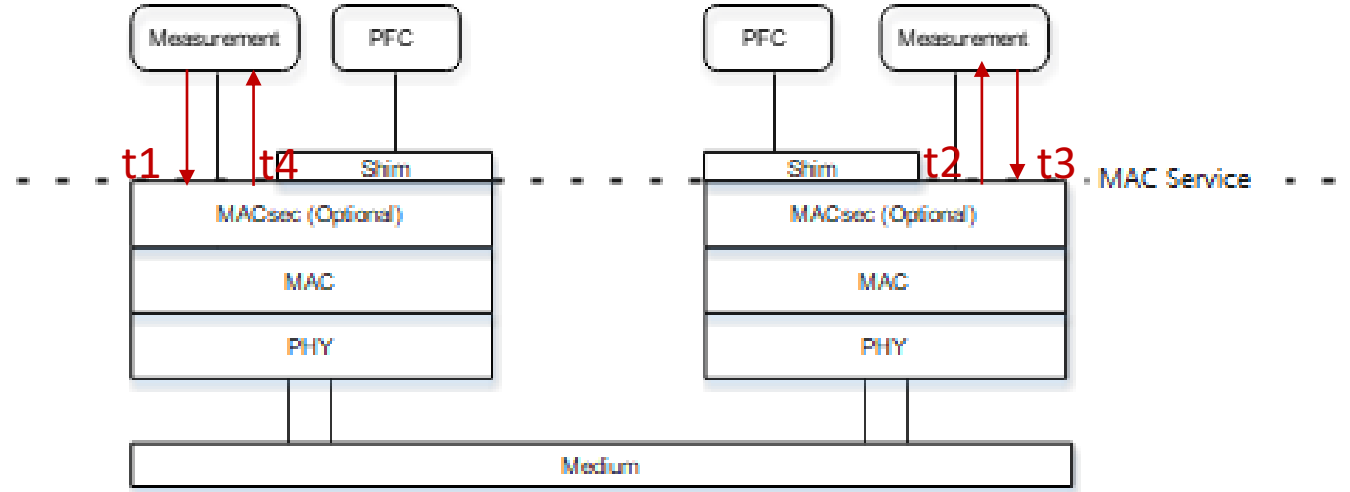 Measurement PFC PFC Measurement
t1 t4 Shim Shim t2 t3 MAC Service
MACsec (Optional) MACsec (Optional)
MAC MAC
PHY PHY
Medium